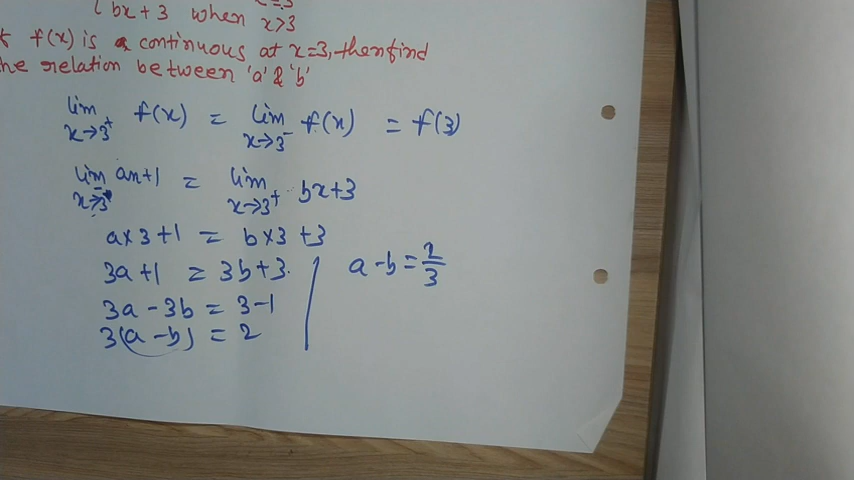 bx + 3 when x>3
f(x) is a continuous at x=3, then find
the relation between 'a' & 'b'
lim x→3⁺ f(x) = lim x→3⁻ f(x) = f(3)
lim x→3⁻ ax+1 = lim x→3⁺ bx+3
a×3+1 = b×3+3
3a+1 = 3b+3
3a-3b = 3-1
3(a-b) = 2
a-b = 2/3